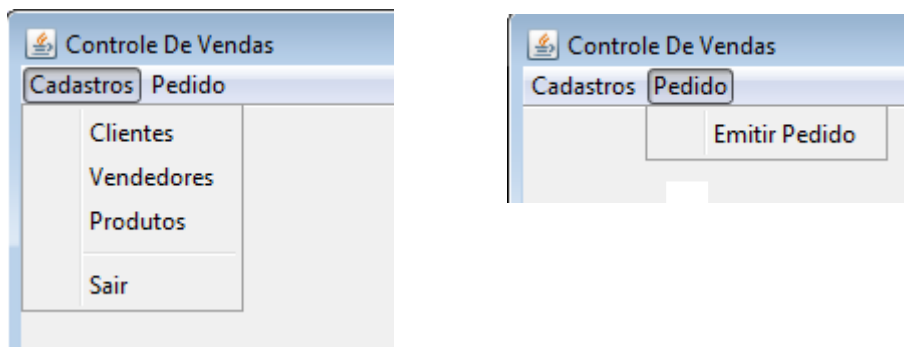 Controle De Vendas
Cadastros Pedido
Clientes
Vendedores
Produtos
Sair
Controle De Vendas
Cadastros Pedido
Emitir Pedido